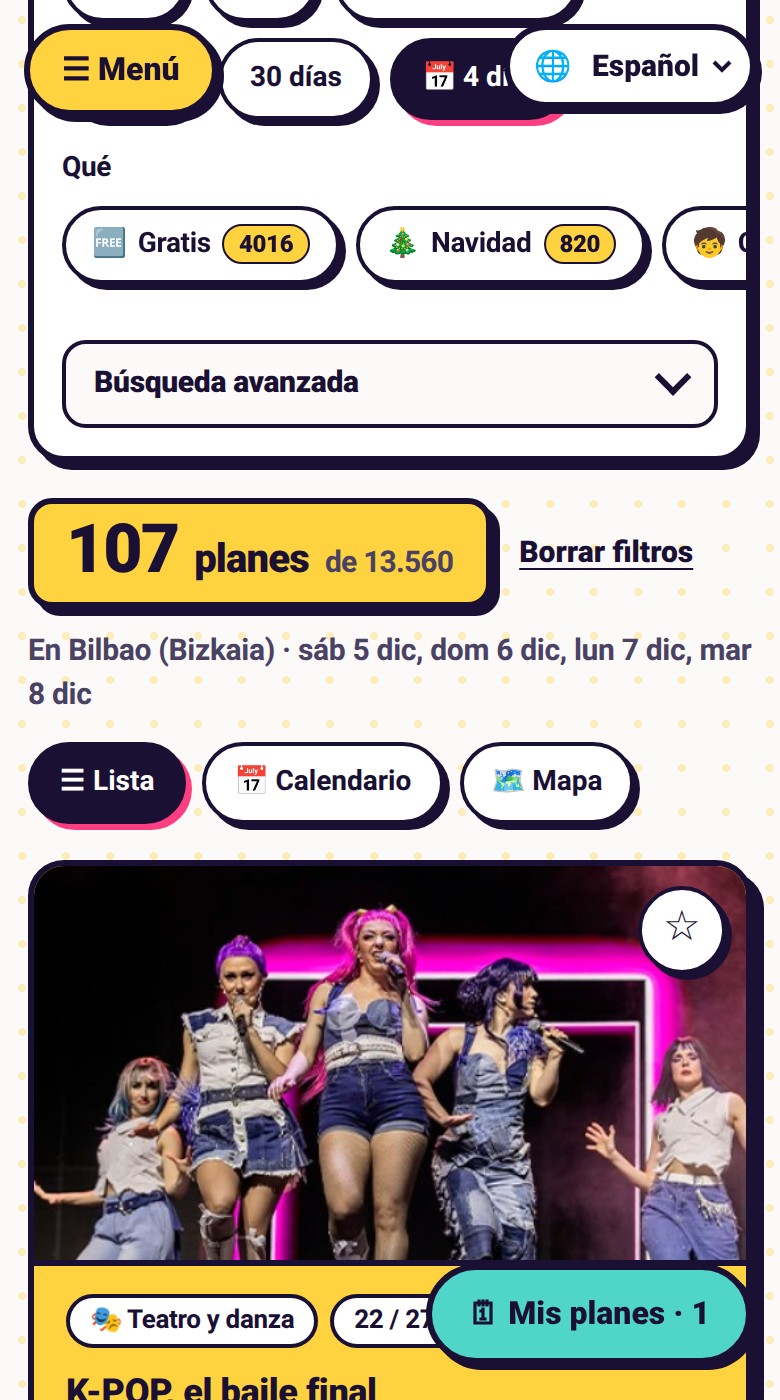 ☰ Menú
30 días
4 di
Español
Qué
Gratis 4016
Navidad 820
Búsqueda avanzada
107 planes de 13.560
Borrar filtros
En Bilbao (Bizkaia) · sáb 5 dic, dom 6 dic, lun 7 dic, mar
8 dic
☰ Lista
Calendario
Mapa
Teatro y danza
22 / 27
Mis planes · 1
K-POP, el baile final